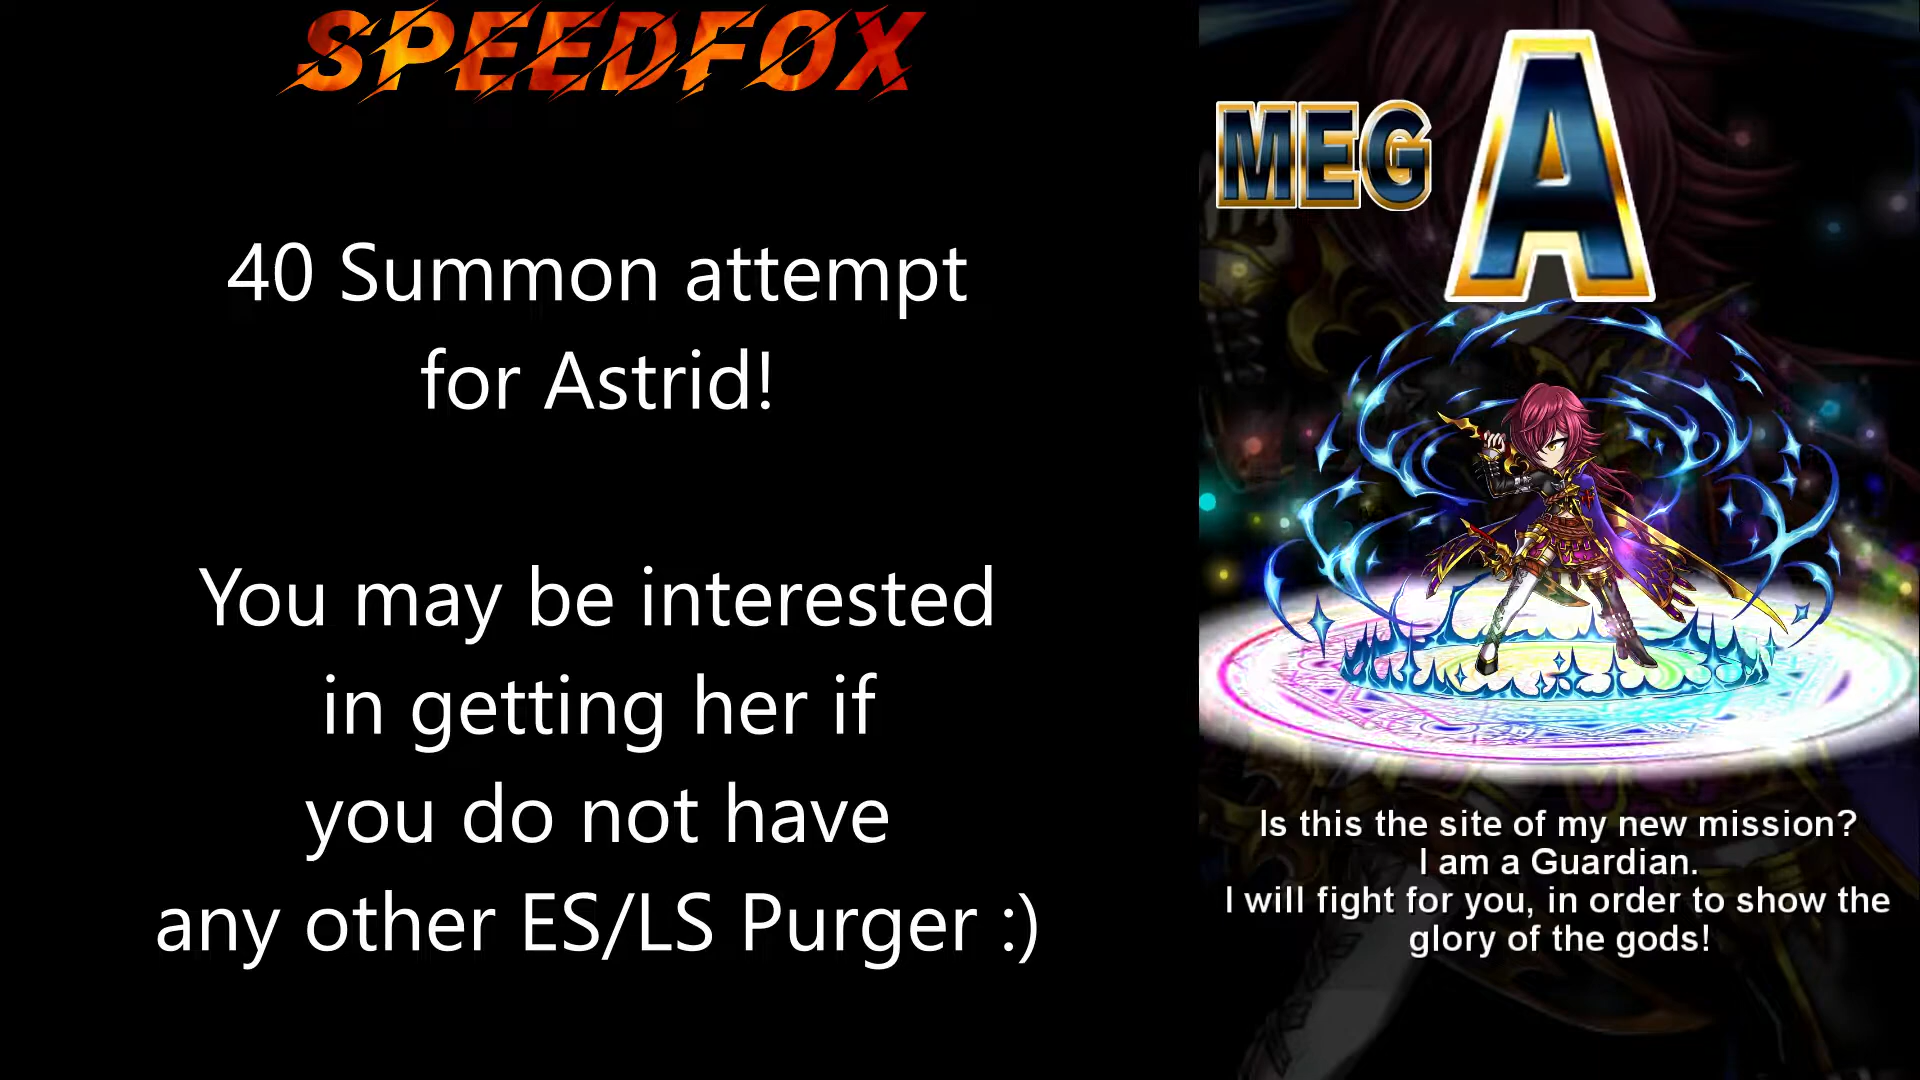 SPEEDFOX
40 Summon attempt
for Astrid!
You may be interested
in getting her if
you do not have
any other ES/LS Purger :)
MEGA
Is this the site of my new mission?
I am a Guardian.
I will fight for you, in order to show the
glory of the gods!